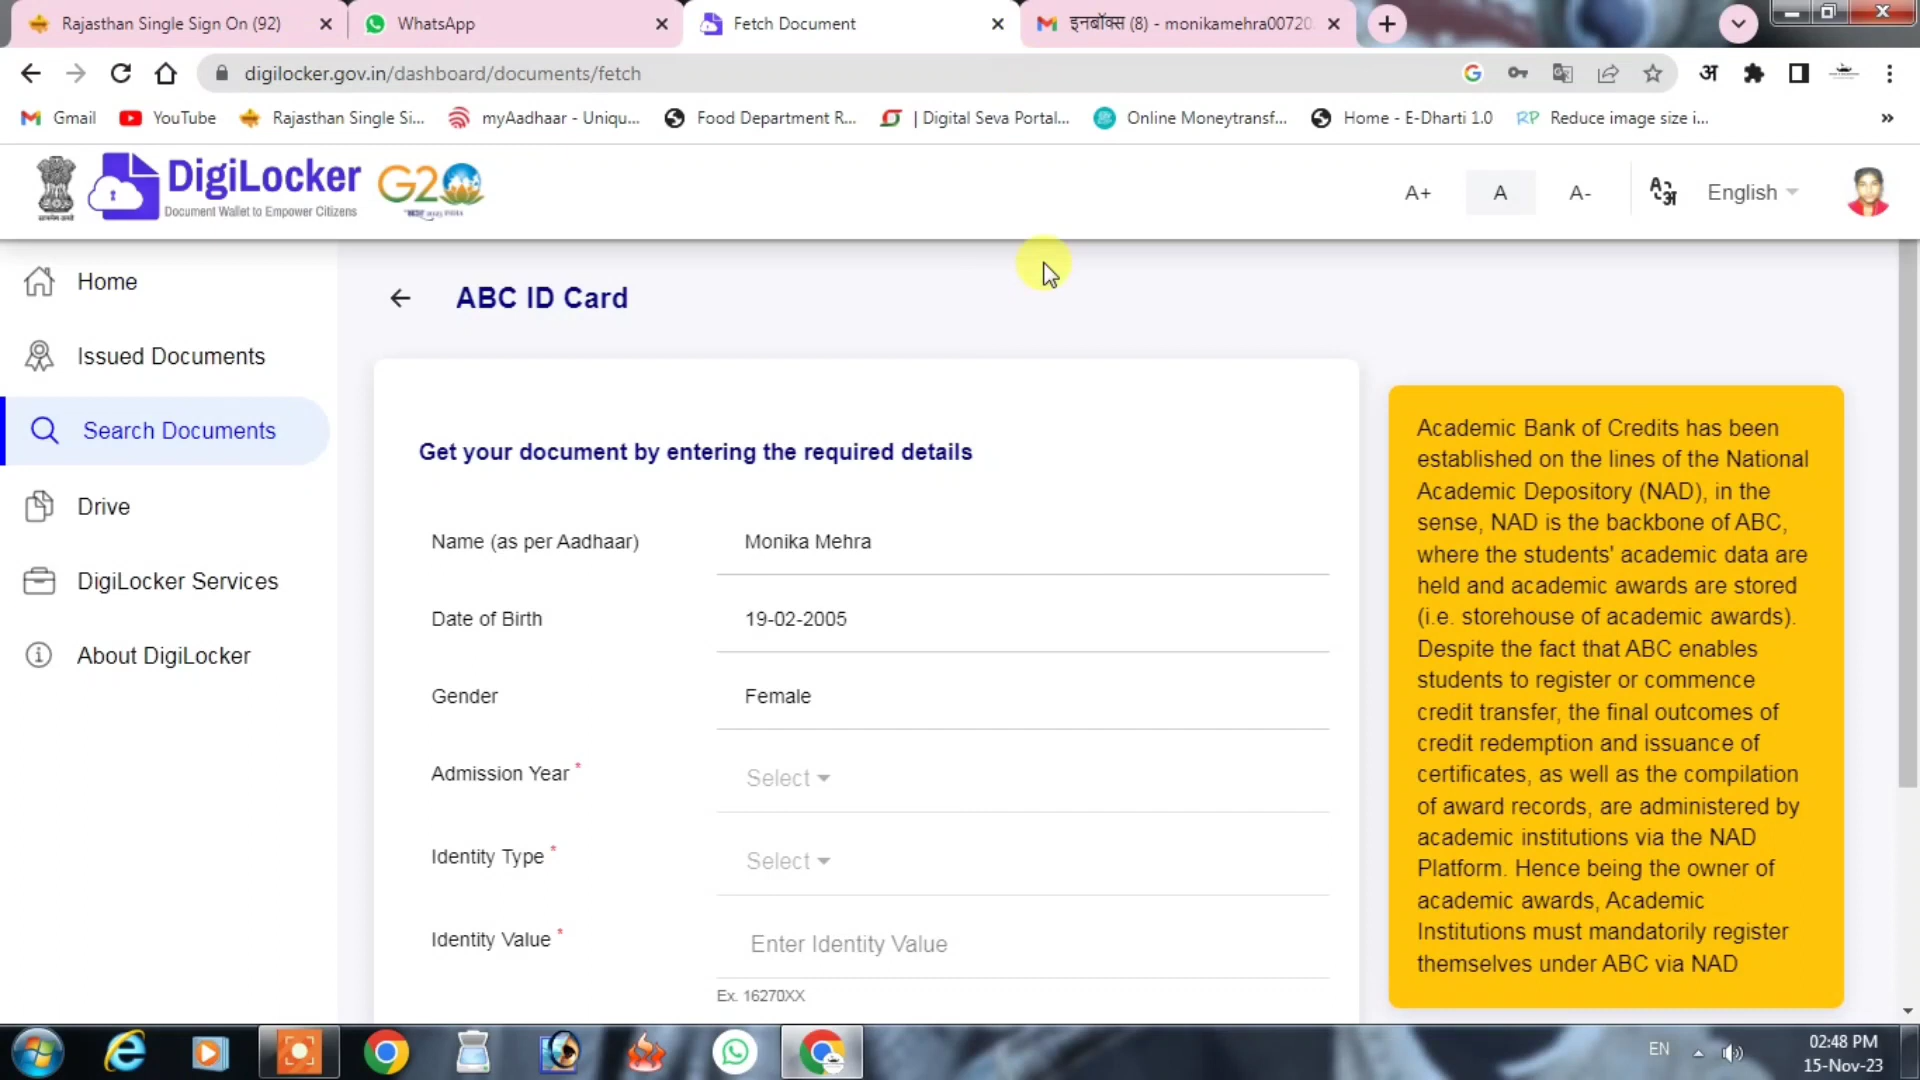 Rajasthan Single Sign On (92)
WhatsApp
Fetch Document
इनबॉक्स (8) - monikamehra00720
digilocker.gov.in/dashboard/documents/fetch
अ
Gmail
YouTube
Rajasthan Single Si...
myAadhaar - Uniqu...
Food Department R...
| Digital Seva Portal...
Online Moneytransf...
Home - E-Dharti 1.0
RP Reduce image size i...
»
DigiLocker
Document Wallet to Empower Citizens
G20
A+
A
A-
English
Home
Issued Documents
Search Documents
Drive
DigiLocker Services
About DigiLocker
ABC ID Card
Get your document by entering the required details
Name (as per Aadhaar)
Monika Mehra
Date of Birth
19-02-2005
Gender
Female
Admission Year *
Select
Identity Type *
Select
Identity Value *
Enter Identity Value
Ex. 16270XX
Academic Bank of Credits has been
established on the lines of the National
Academic Depository (NAD), in the
sense, NAD is the backbone of ABC,
where the students' academic data are
held and academic awards are stored
(i.e. storehouse of academic awards).
Despite the fact that ABC enables
students to register or commence
credit transfer, the final outcomes of
credit redemption and issuance of
certificates, as well as the compilation
of award records, are administered by
academic institutions via the NAD
Platform. Hence being the owner of
academic awards, Academic
Institutions must mandatorily register
themselves under ABC via NAD
EN
02:48 PM
15-Nov-23